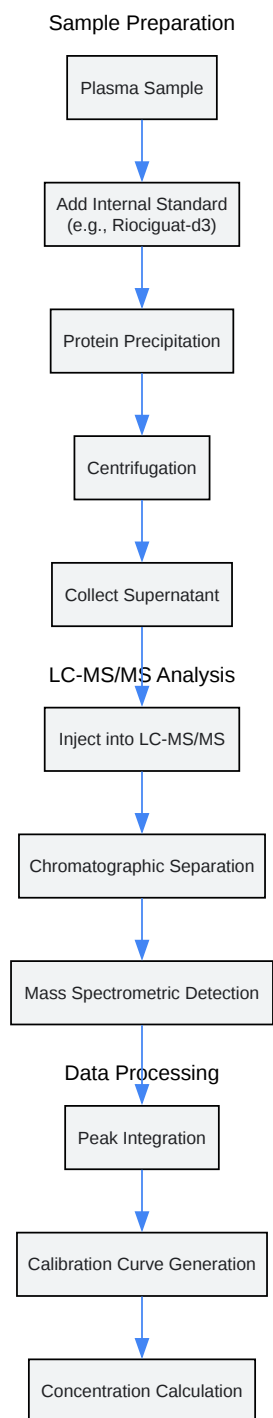 Sample Preparation
Plasma Sample
Add Internal Standard
(e.g., Riociguat-d3)
Protein Precipitation
Centrifugation
Collect Supernatant
LC-MS/MS Analysis
Inject into LC-MS/MS
Chromatographic Separation
Mass Spectrometric Detection
Data Processing
Peak Integration
Calibration Curve Generation
Concentration Calculation